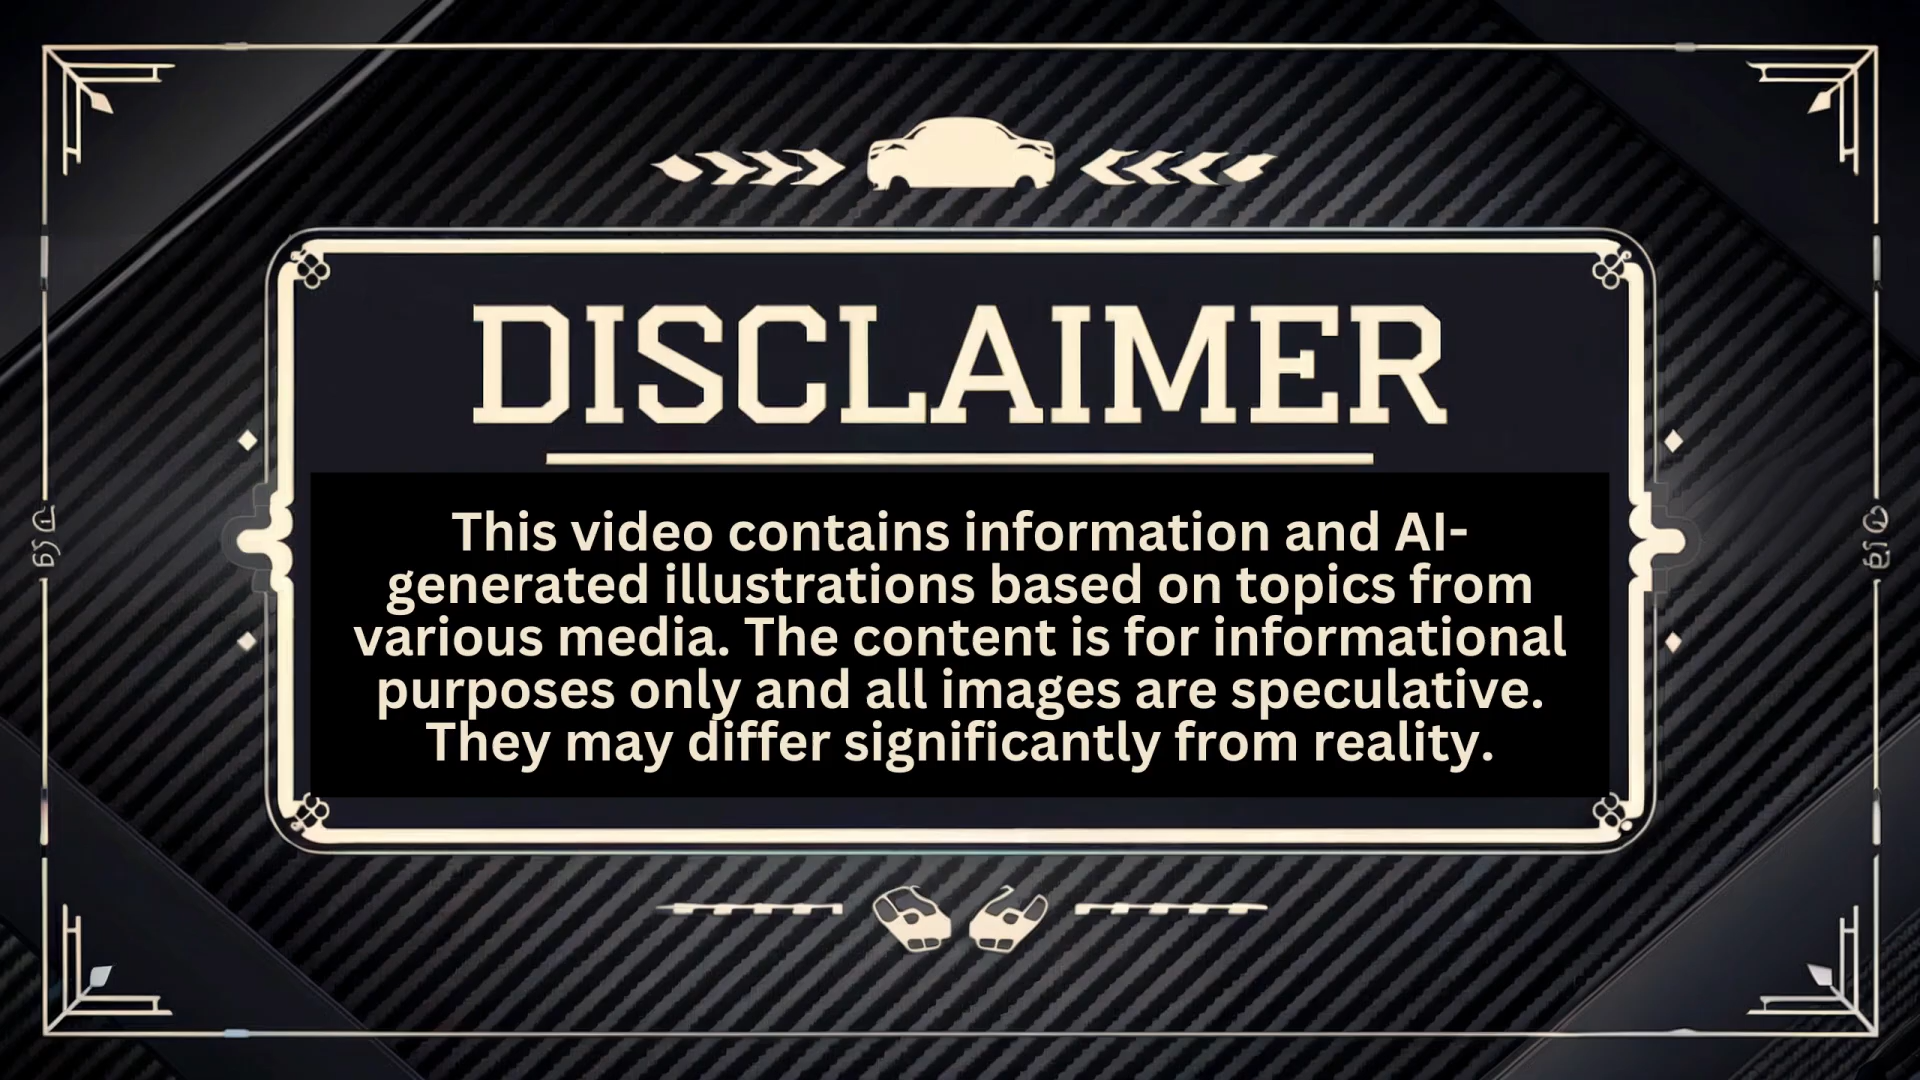 DISCLAIMER
This video contains information and AI-
generated illustrations based on topics from
various media. The content is for informational
purposes only and all images are speculative.
They may differ significantly from reality.